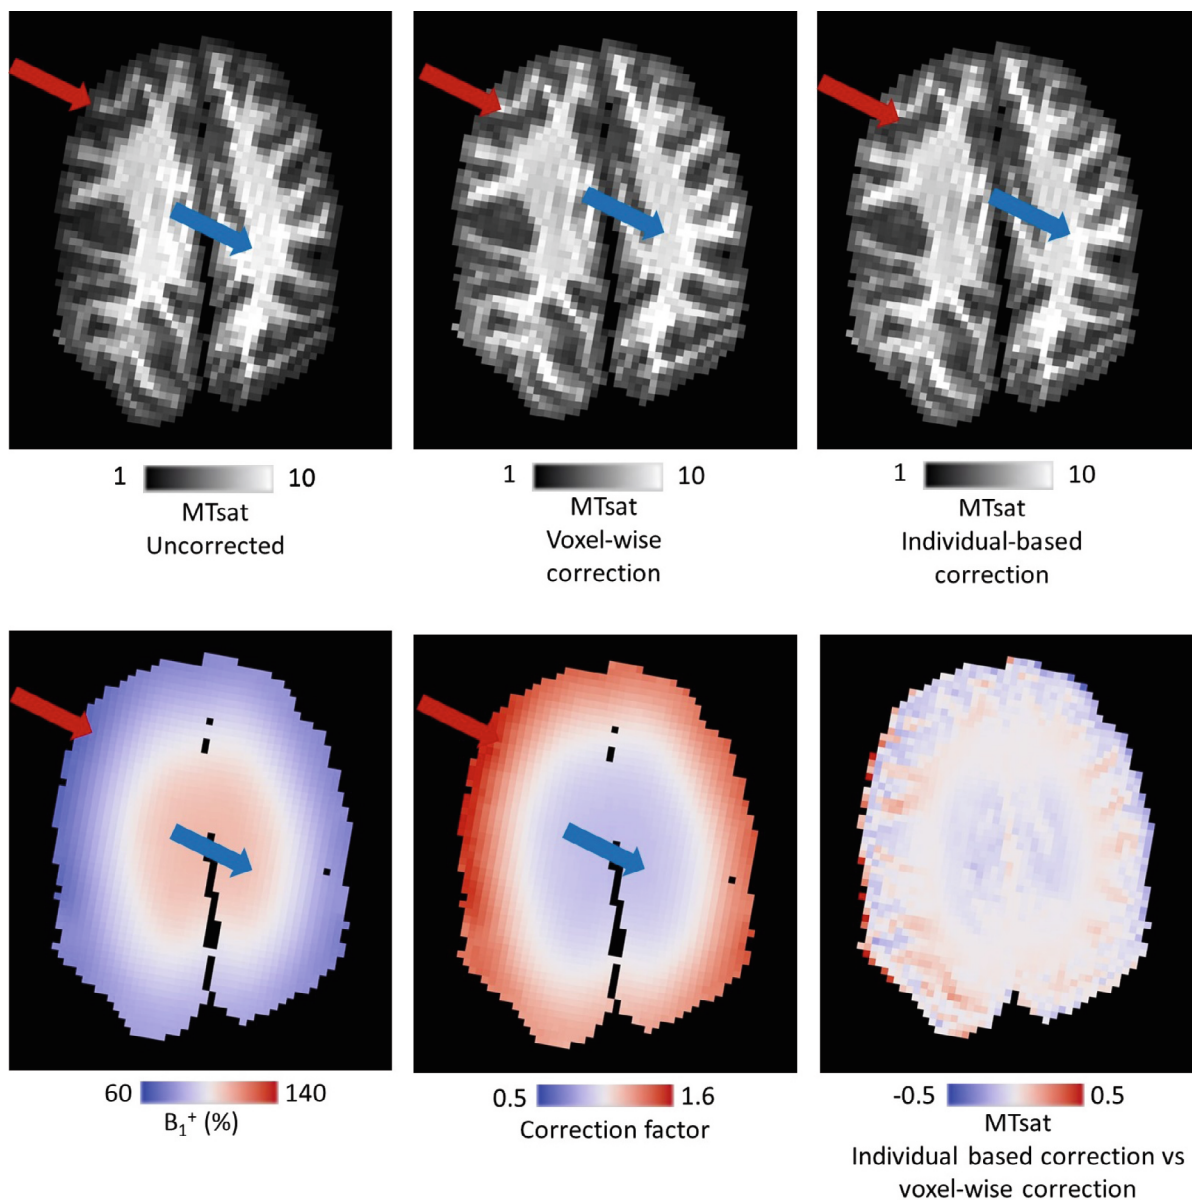 1 10
MTsat
Uncorrected
1 10
MTsat
Voxel-wise
correction
1 10
MTsat
Individual-based
correction
60 140
B₁⁺ (%)
0.5 1.6
Correction factor
-0.5 0.5
MTsat
Individual based correction vs
voxel-wise correction